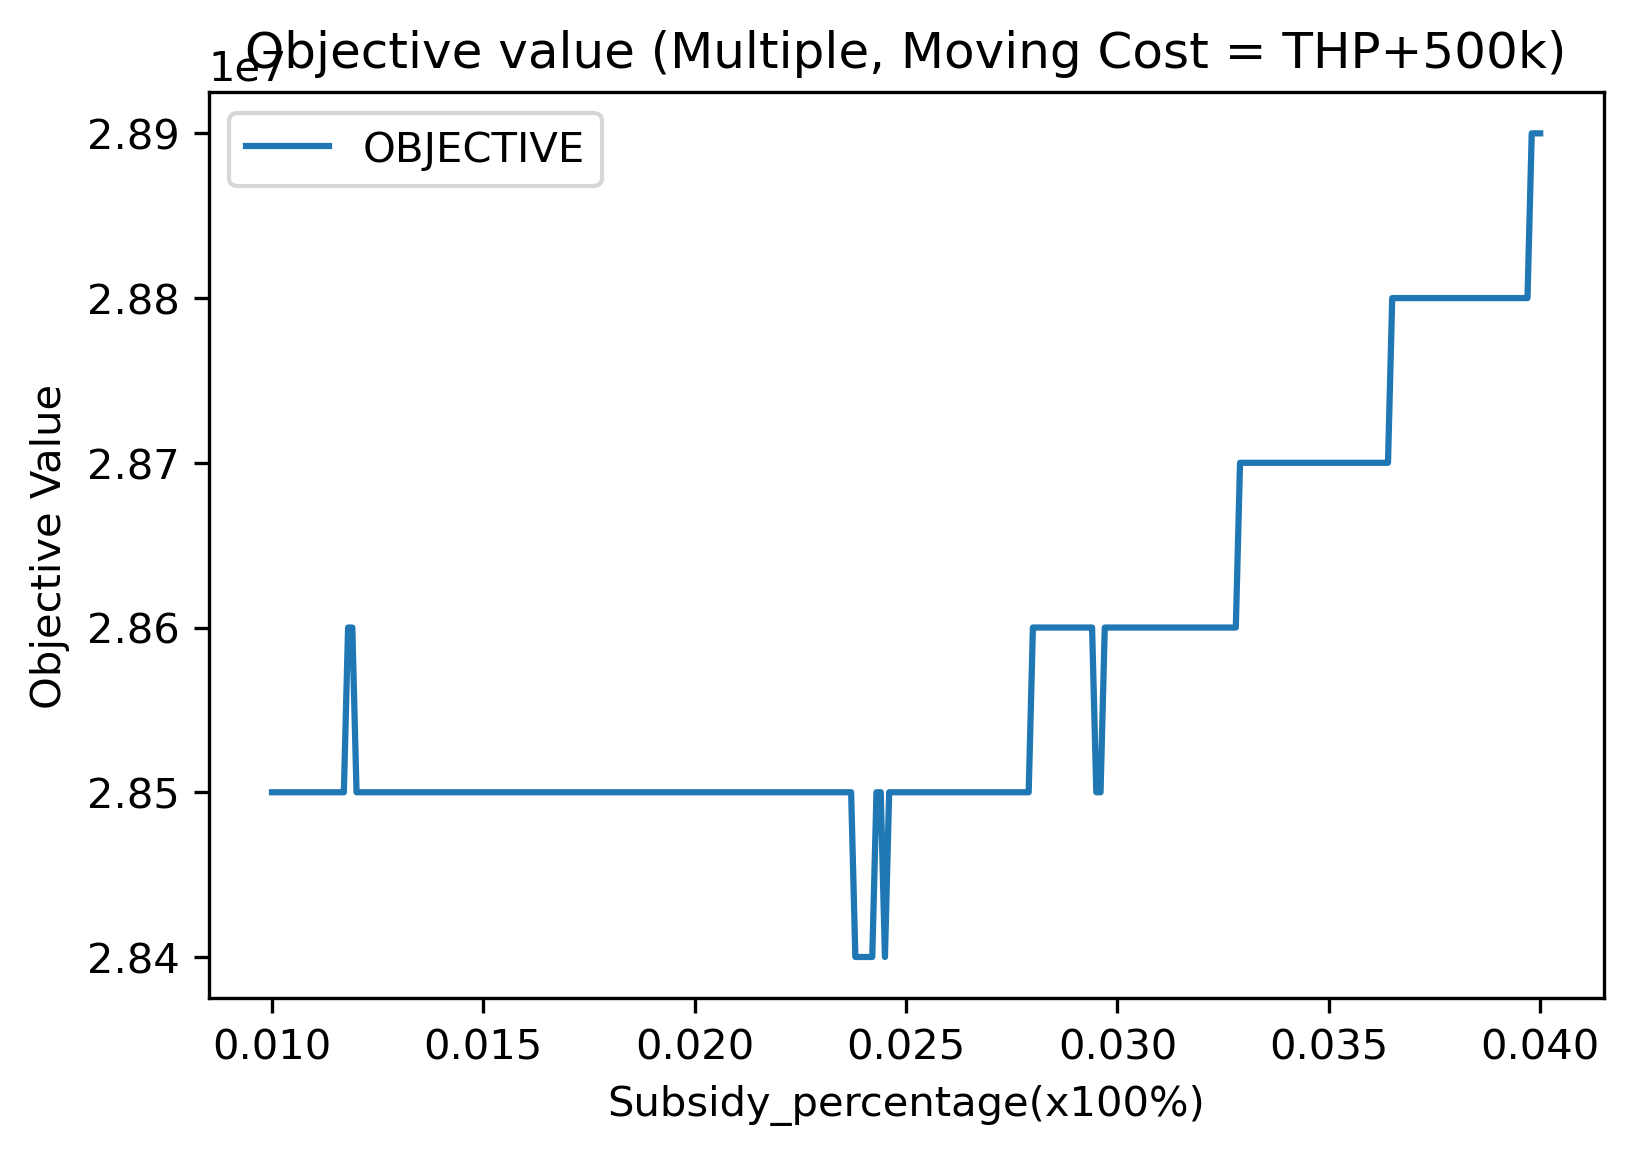 Objective value (Multiple, Moving Cost = THP+500k)
1e7
OBJECTIVE
2.89
2.88
2.87
2.86
2.85
2.84
Objective Value
0.010 0.015 0.020 0.025 0.030 0.035 0.040
Subsidy_percentage(x100%)